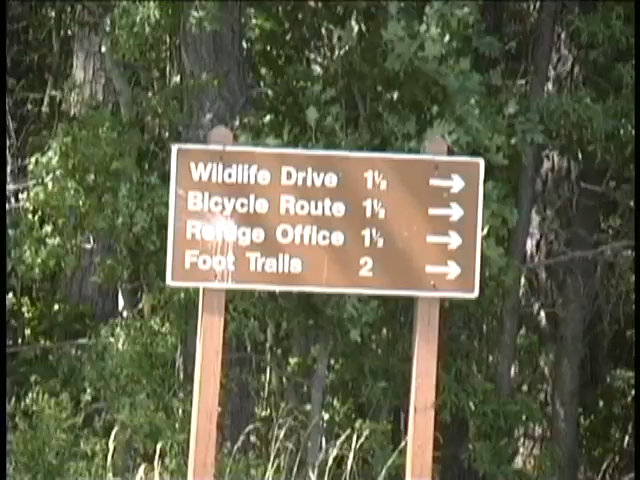 Wildlife Drive 1½ →
Bicycle Route 1½ →
Refuge Office 1½ →
Foot Trails 2 →